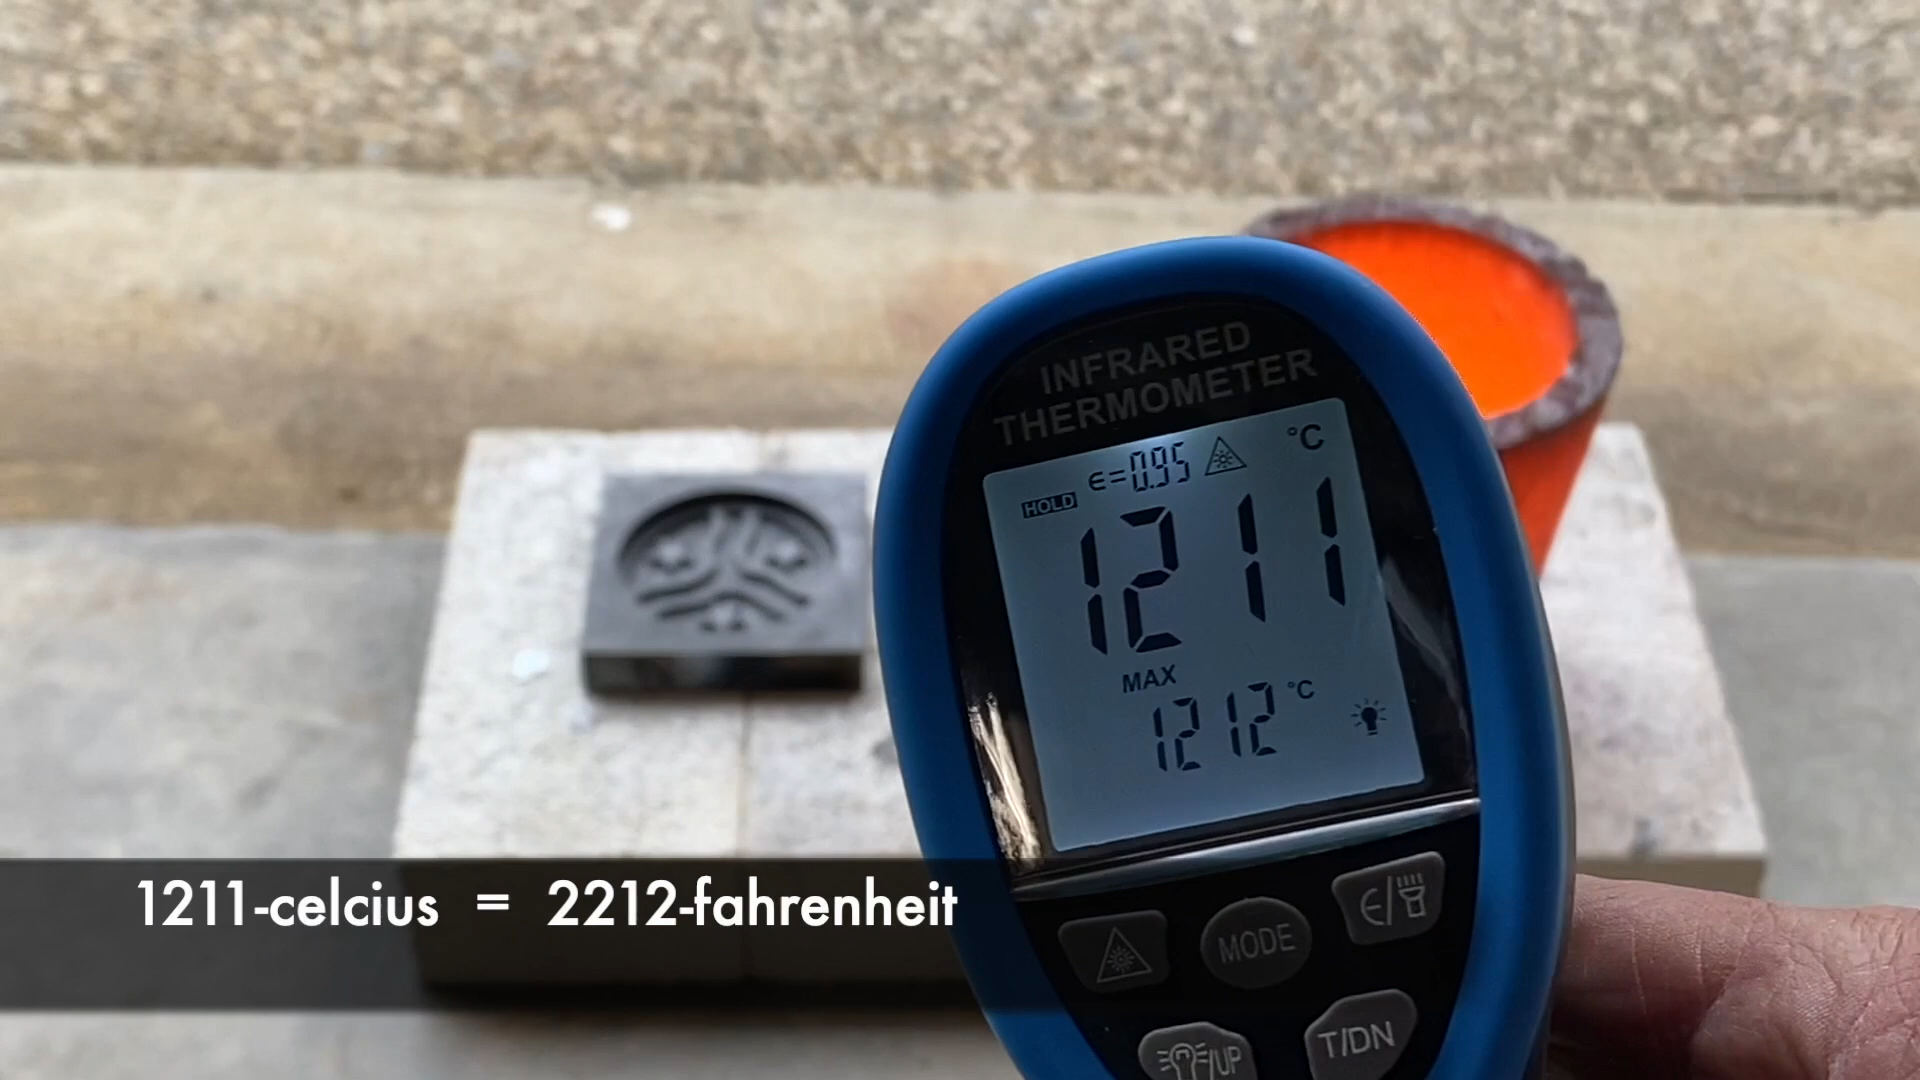 INFRARED
THERMOMETER
°C
HOLD ϵ=0.95
1211
MAX
1212 °C
MODE
ϵ/
/UP
T/DN
1211-celcius = 2212-fahrenheit